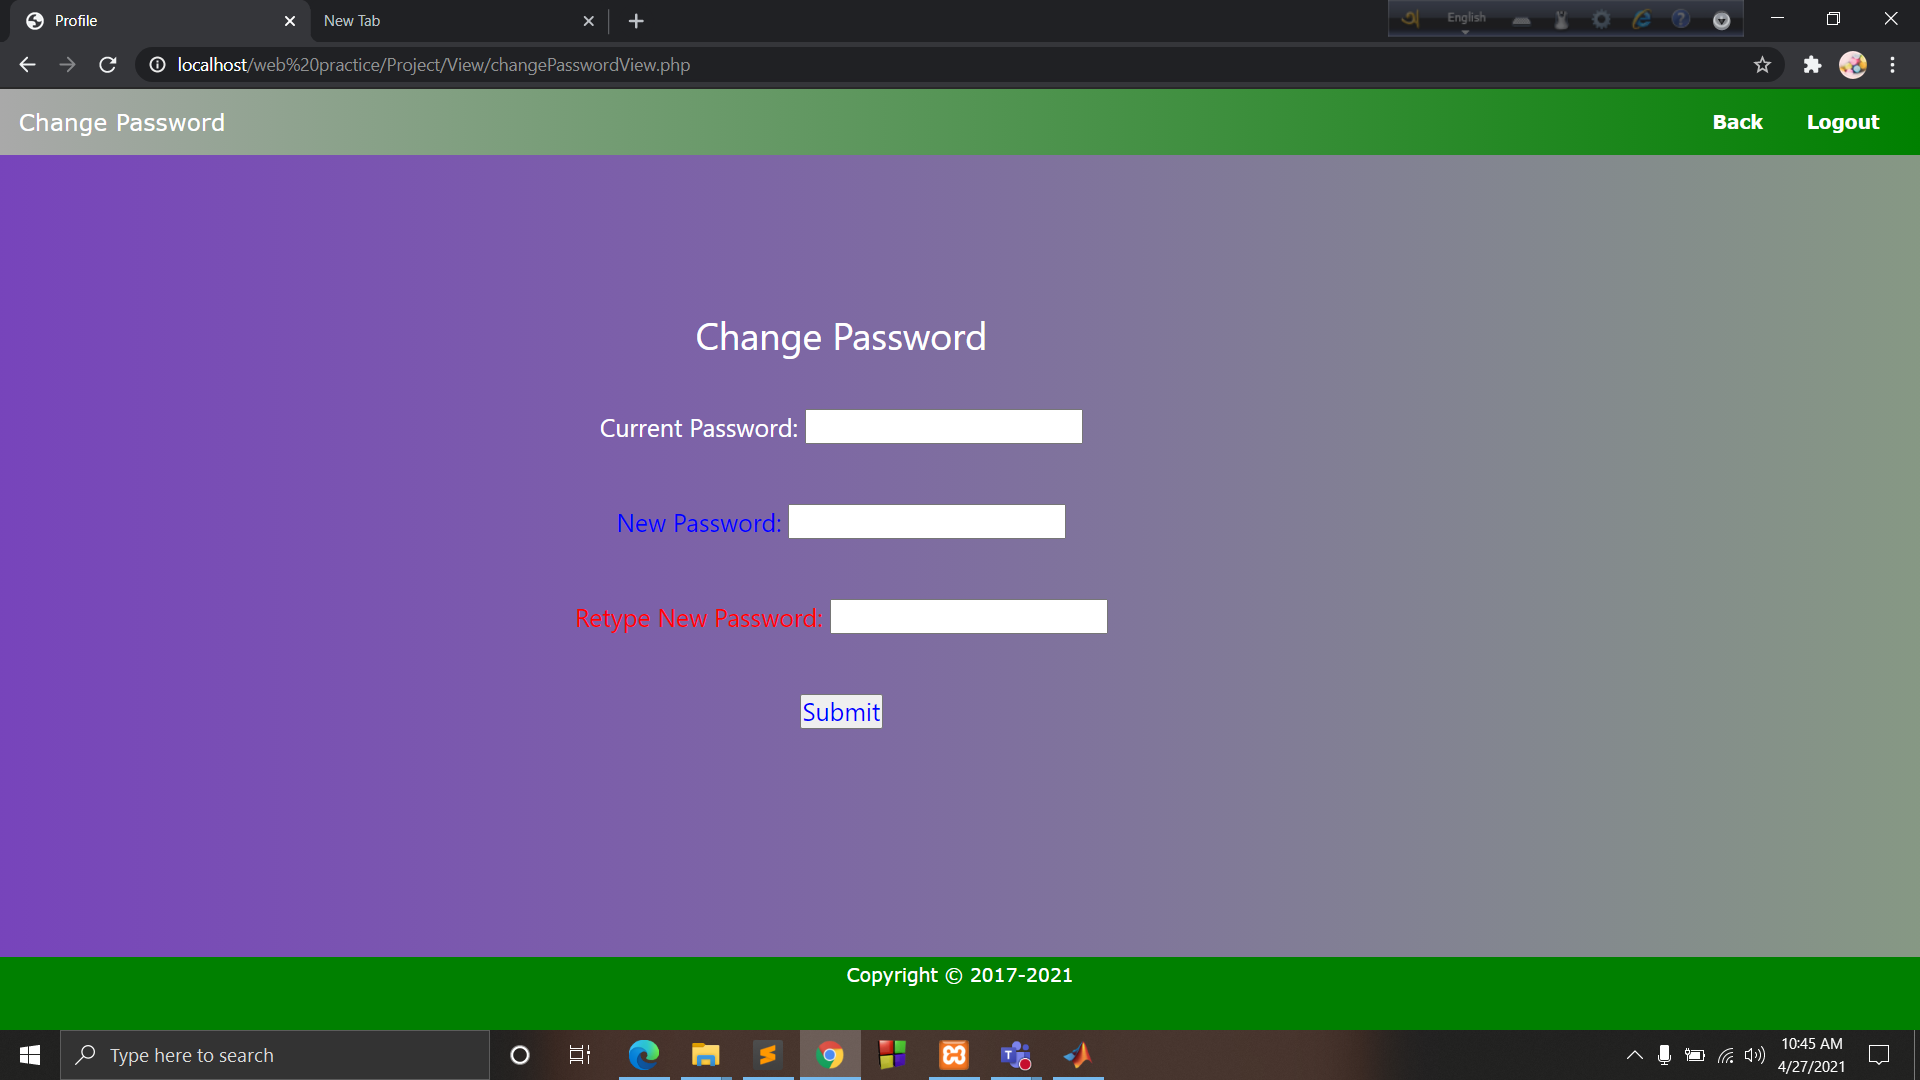 Profile
New Tab
English
localhost/web%20practice/Project/View/changePasswordView.php
Change Password
Back
Logout
Change Password
Current Password:
New Password:
Retype New Password:
Submit
Copyright © 2017-2021
Type here to search
10:45 AM
4/27/2021